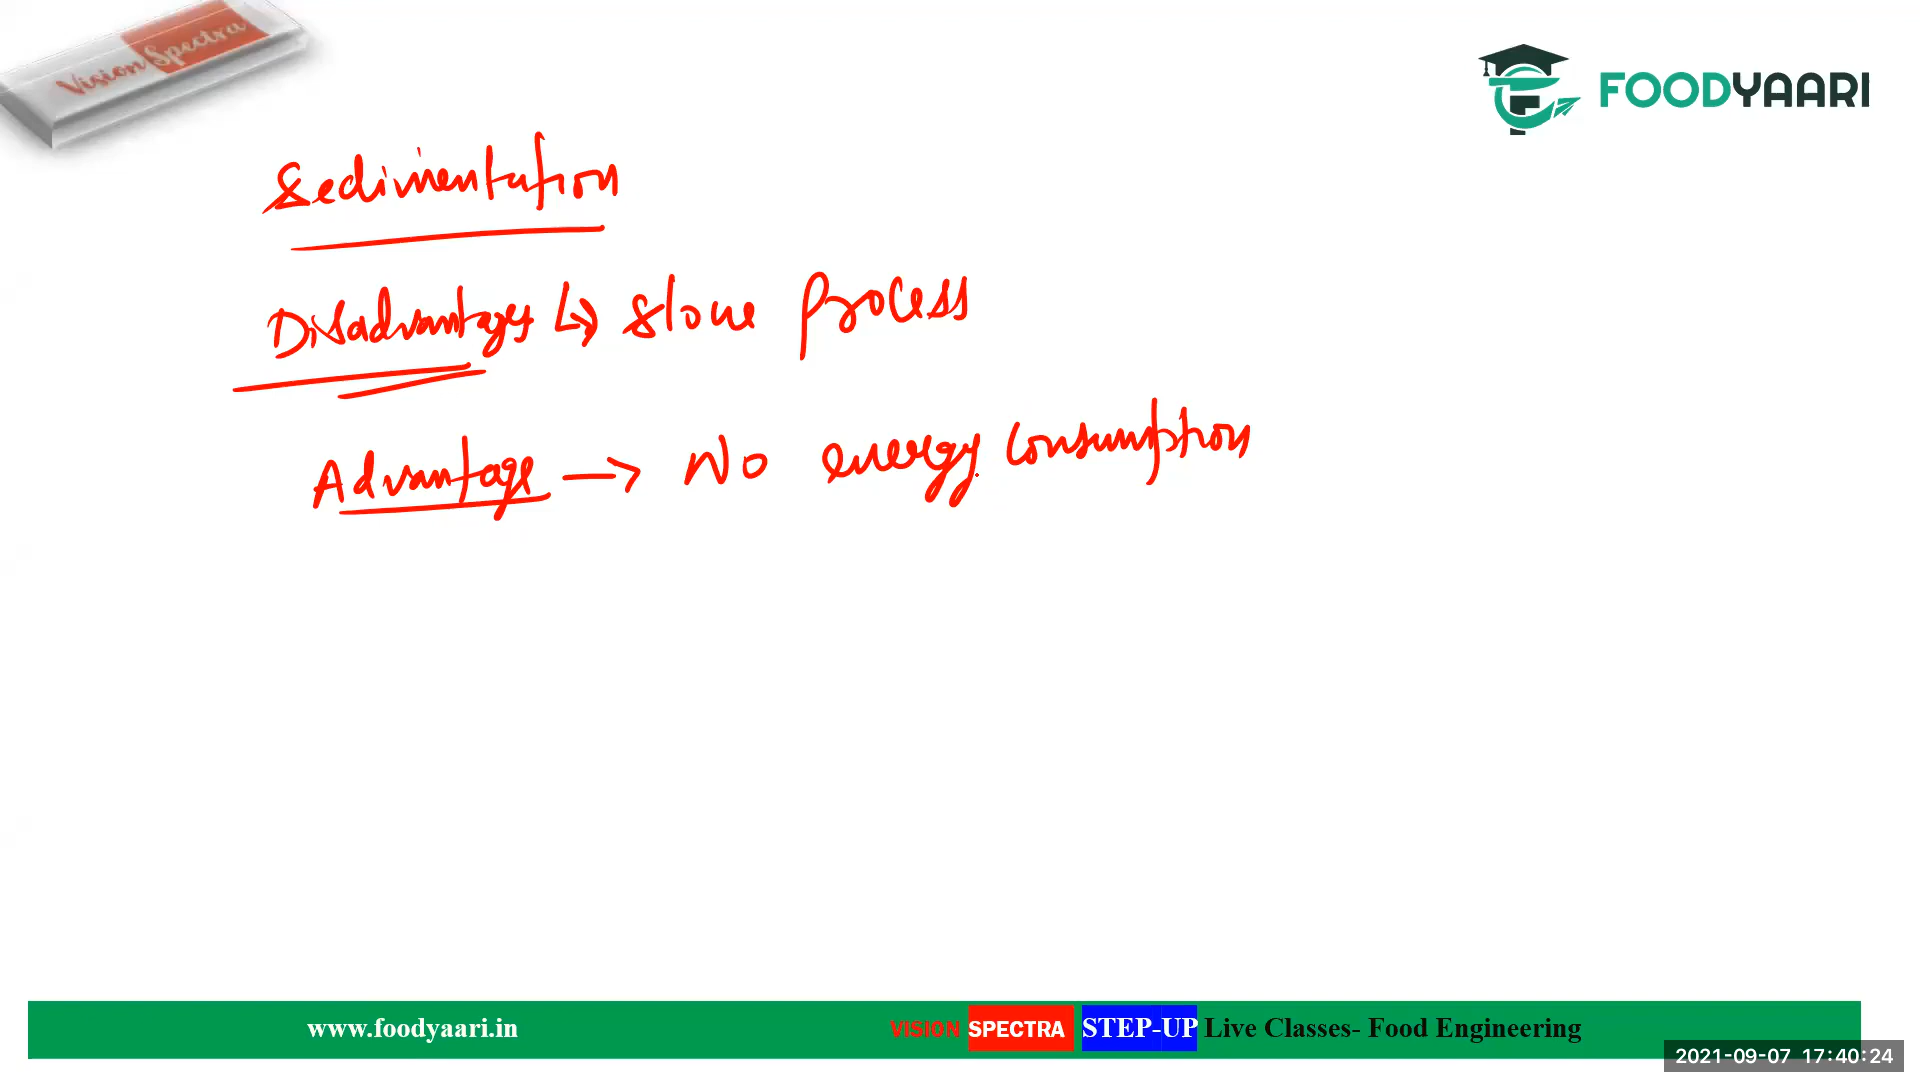 Vision Spectra
FOODYAARI
Sedimentation
Disadvantages ↳ Slow Process
Advantage → No energy consumption
www.foodyaari.in
VISION SPECTRA STEP-UP Live Classes- Food Engineering
2021-09-07 17:40:24